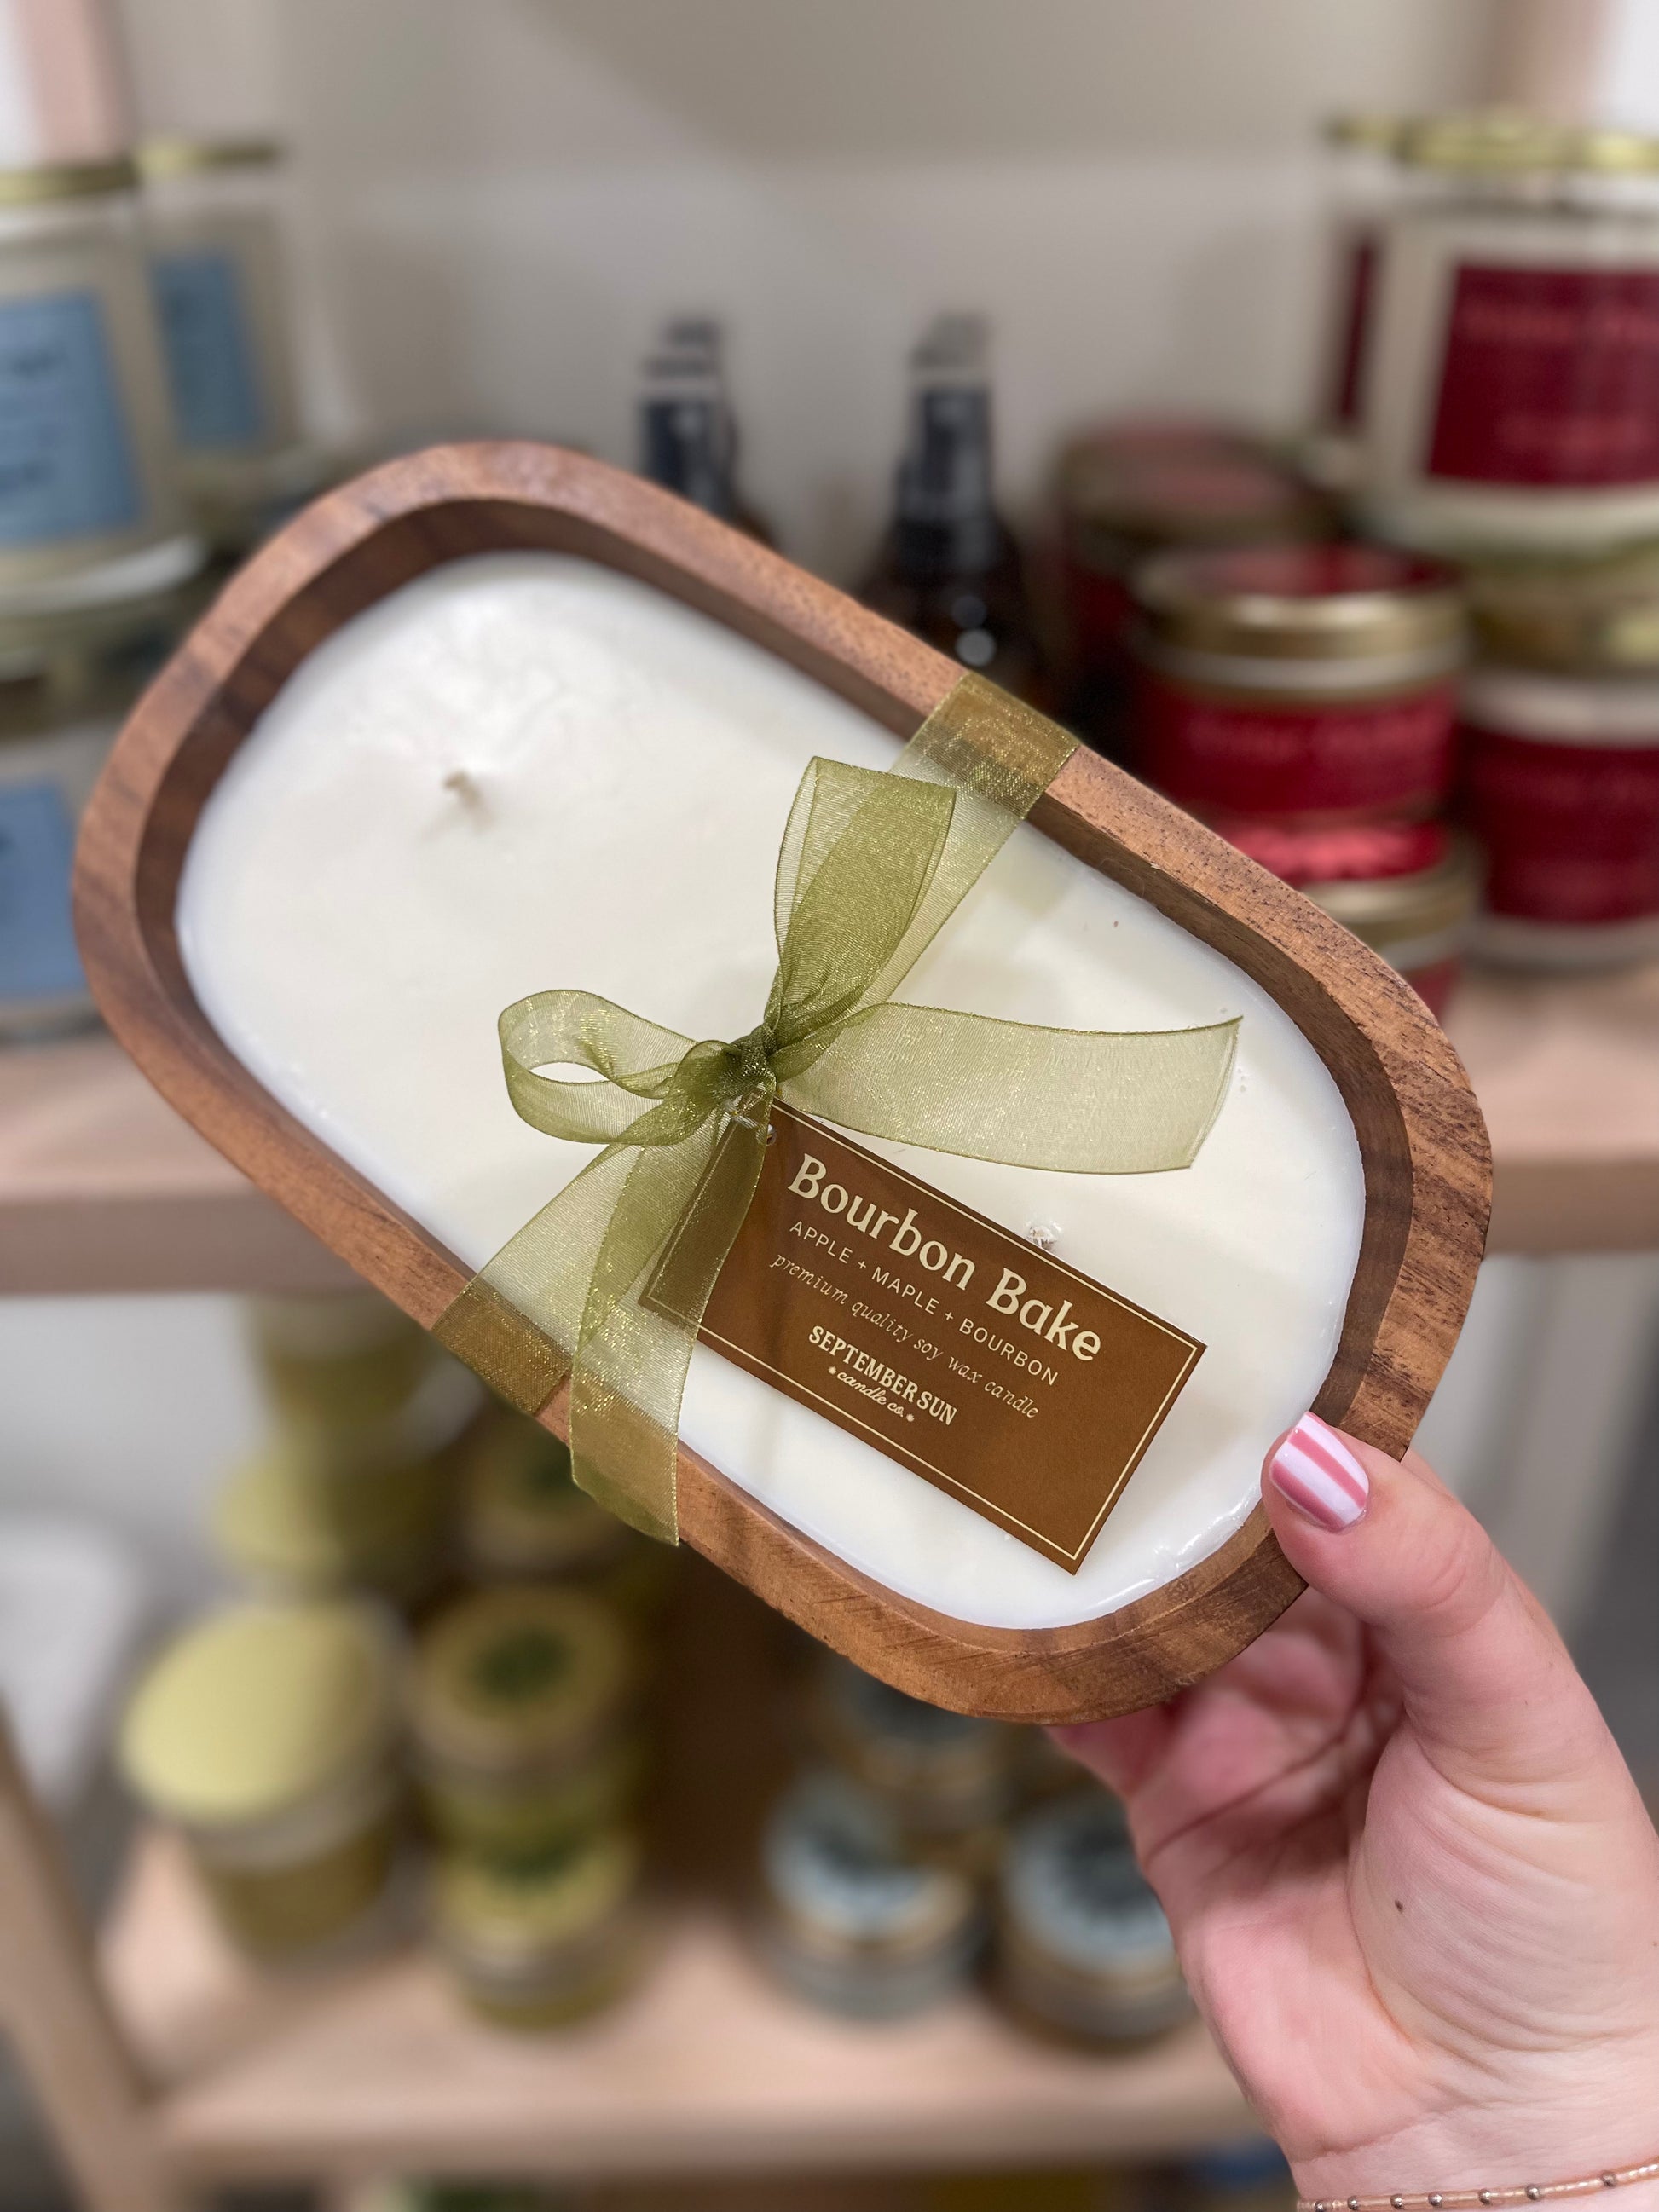 Bourbon Bake
APPLE + MAPLE + BOURBON
premium quality soy wax candle
SEPTEMBER SUN
candle co.